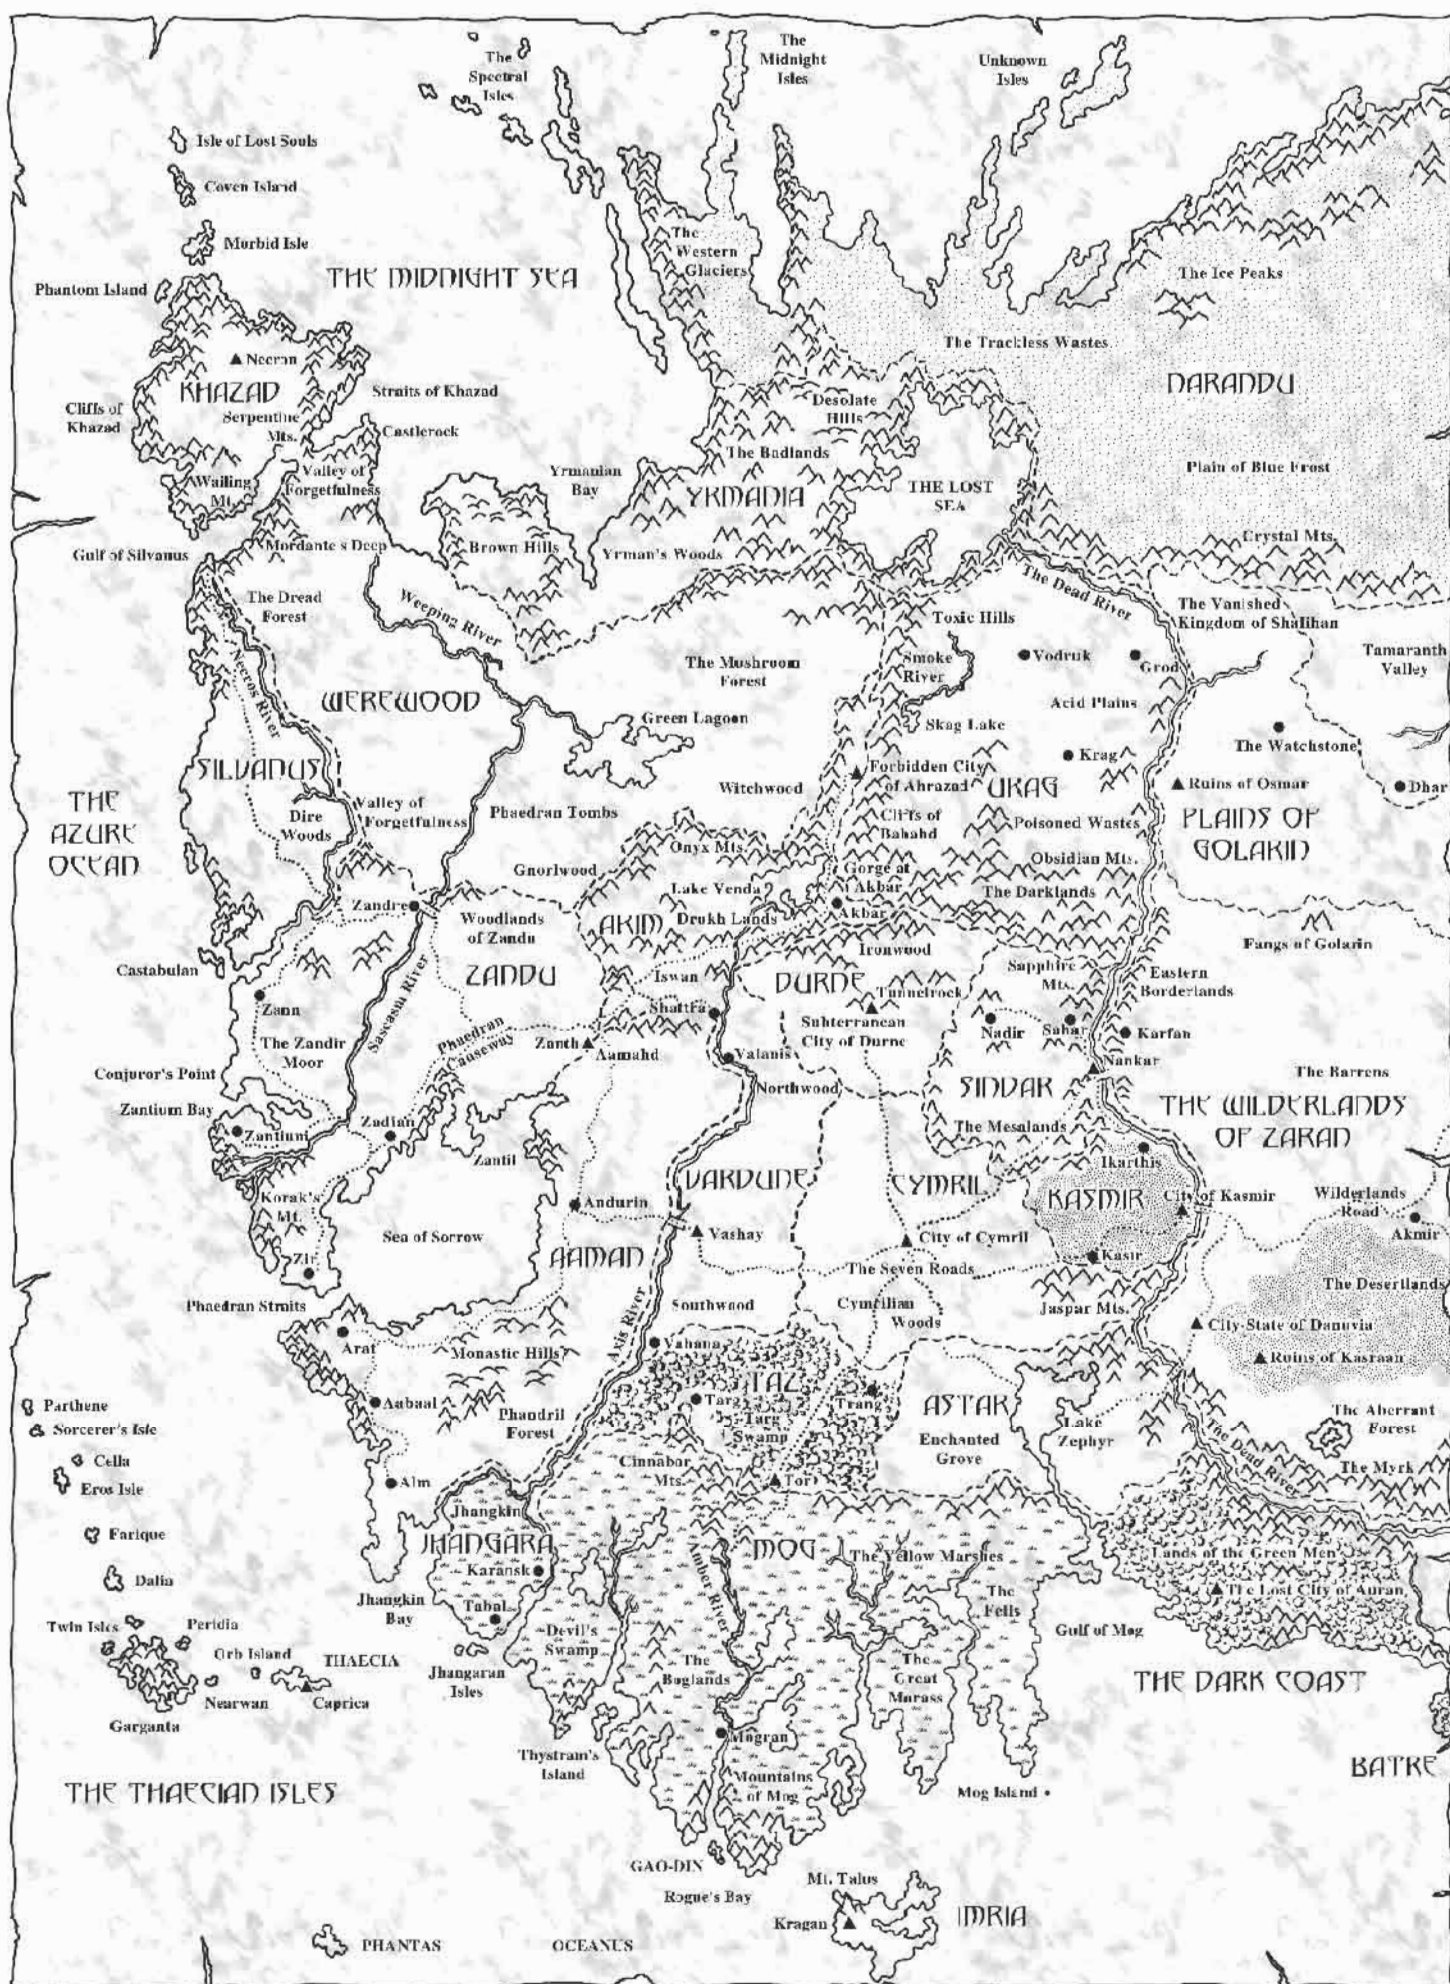 The
Spectral
Isles
The
Midnight
Isles
Unknown
Isles
Isle of Lost Souls
Coven Island
Morbid Isle
Phantom Island
THE MIDNIGHT SEA
The
Western
Glaciers
The Ice Peaks
The Trackless Wastes
NARANDU
Necron
KHAZAD
Straits of Khazad
Cliffs of
Khazad
Serpentine
Mts.
Castlerock
Desolate
Hills
The Badlands
Wailing
Mt.
Valley of
Forgetfulness
Yrmanian
Bay
YRMANIA
THE LOST
SEA
Plain of Blue Frost
Gulf of Silvanus
Mordante's Deep
Brown Hills
Yrman's Woods
Crystal Mts.
The Dread
Forest
Weeping River
The Dead River
The Vanished
Kingdom of Shalihan
Toxic Hills
Necros River
The Mushroom
Forest
Smoke
River
Vodruk
Grod
Tamaranth
Valley
WEREWOOD
Acid Plains
Green Lagoon
Skag Lake
The Watchstone
SILVANUS
Krag
Forbidden City
of Ahrazad
URAG
Ruins of Osmar
Dhar
THE
AZURE
OCEAN
Witchwood
Dire
Woods
Valley of
Forgetfulness
Phaedran Tombs
Cliffs of
Bahahd
Poisoned Wastes
PLAINS OF
GOLARIN
Onyx Mts.
Obsidian Mts.
Gnorlwood
Gorge at
Akbar
Lake Venda
The Darklands
Zandre
Woodlands
of Zandu
ARIM
Drukh Lands
Akbar
Ironwood
Fangs of Golarin
Castabulan
ZANDU
Iswan
DURNE
Sapphire
Mts.
Eastern
Borderlands
Zann
Sascasm River
Shattra
Tunnelrock
Subterranean
City of Durne
Nadir
Sahar
Karfan
The Zandir
Moor
Phaedran
Causeway
Zanth
Aamahd
Valanis
Nankar
Conjuror's Point
Northwood
SINDAR
The Barrens
Zantium Bay
Zantium
Zadian
Zantil
The Mesalands
THE WILDERLANDS
OF ZARAN
Ikarthis
VARDUNE
CYMRIL
KASMIR
City of Kasmir
Wilderlands
Road
Korak's
Mt.
Andurin
Akmir
Sea of Sorrow
Vashay
City of Cymril
Kasir
Zir
AAMAN
The Seven Roads
The Desertlands
Phaedran Straits
Axis River
Southwood
Cymrilian
Woods
Jaspar Mts.
City-State of Danuvia
Arat
Monastic Hills
Vahana
Ruins of Kasraan
TAZ
Parthene
Aabaal
Targ
Trang
ASTAR
The Aberrant
Forest
Sorcerer's Isle
Phandril
Forest
Targ
Swamp
Enchanted
Grove
Lake
Zephyr
The Dead River
Cella
Cinnabar
Mts.
Tor
The Myrk
Eros Isle
Alm
Jhangkin
Farique
JHANGARA
MOG
The Yellow Marshes
Lands of the Green Men
Karansk
Amber River
The Lost City of Auran
Dalia
Jhangkin
Bay
Tabal
The
Fells
Twin Isles
Peridia
Devil's
Swamp
Gulf of Mog
Orb Island
THAECIA
Jhangaran
Isles
The
Boglands
The
Great
Morass
THE DARK COAST
Nearwan
Caprica
Garganta
Mogran
Thystram's
Island
BATRE
THE THAECIAN ISLES
Mountains
of Mog
Mog Island
GAO-DIN
Rogue's Bay
Mt. Talus
Kragan
IMRIA
PHANTAS
OCEANUS